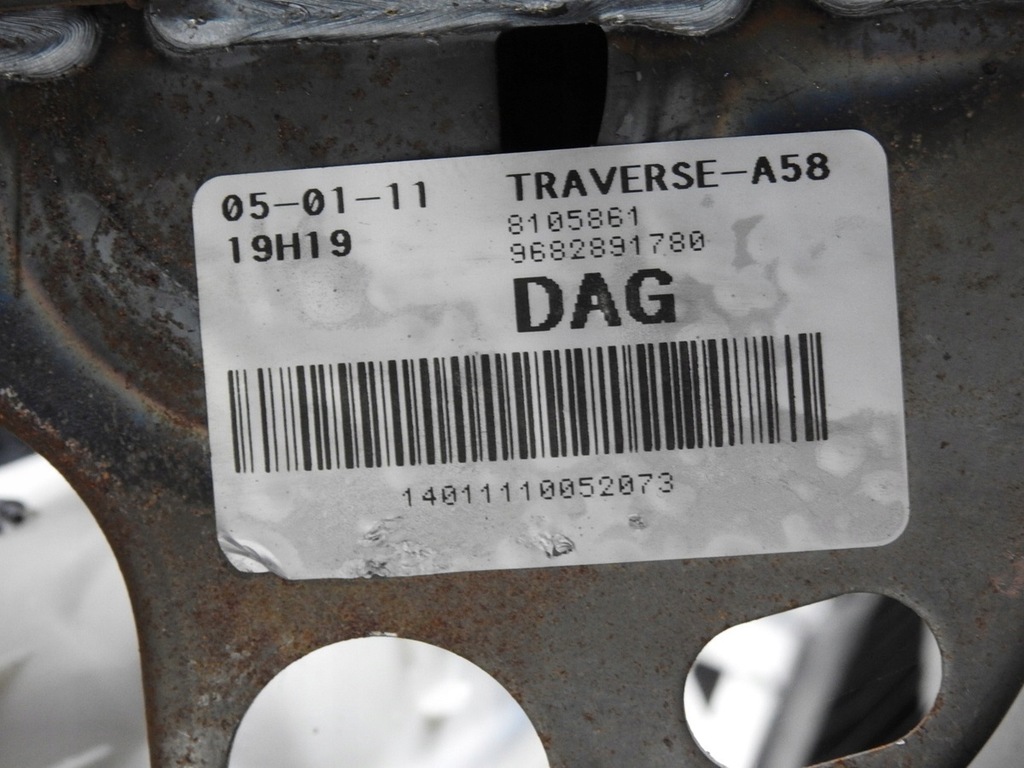 05-01-11 TRAVERSE-A58
19H19 8105861
9682891780
DAG
14011110052073